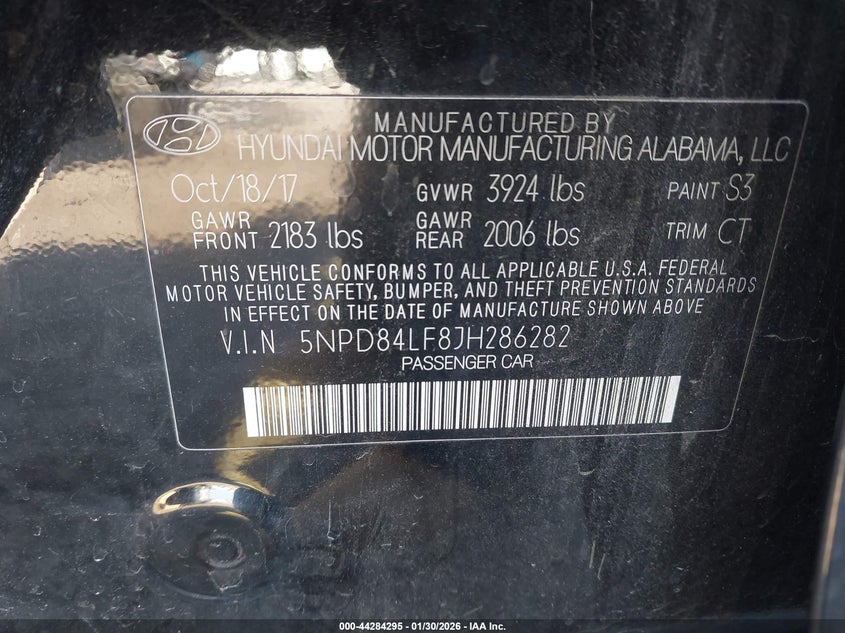 MANUFACTURED BY
HYUNDAI MOTOR MANUFACTURING ALABAMA, LLC
Oct/18/17 GVWR 3924 lbs PAINT S3
GAWR FRONT 2183 lbs GAWR REAR 2006 lbs TRIM CT
THIS VEHICLE CONFORMS TO ALL APPLICABLE U.S.A. FEDERAL
MOTOR VEHICLE SAFETY, BUMPER, AND THEFT PREVENTION STANDARDS
IN EFFECT ON THE DATE OF MANUFACTURE SHOWN ABOVE
V.I.N 5NPD84LF8JH286282
PASSENGER CAR
000-44284295 - 01/30/2026 - IAA Inc.